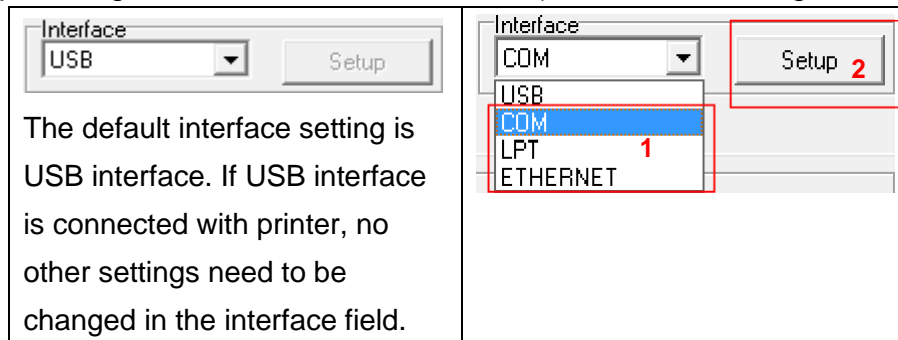 Interface
USB
Setup
The default interface setting is
USB interface. If USB interface
is connected with printer, no
other settings need to be
changed in the interface field.
Interface
COM
Setup 2
USB
COM
LPT 1
ETHERNET